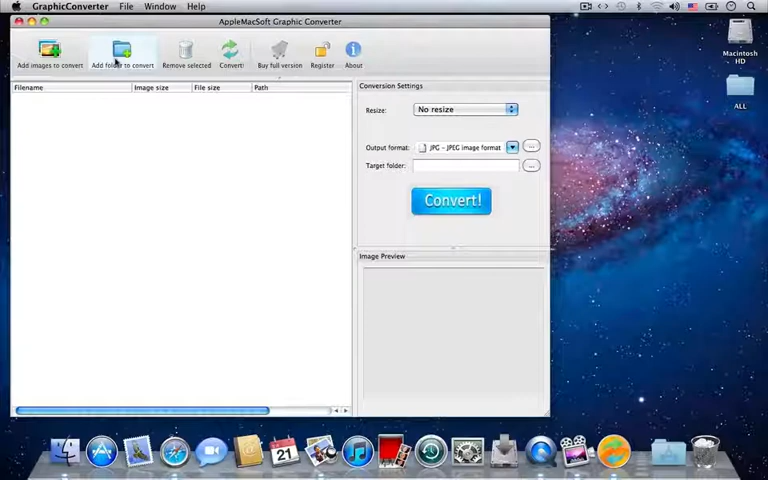 GraphicConverter File Window Help
AppleMacSoft Graphic Converter
Add images to convert Add folder to convert Remove selected Convert! Buy full version Register About
Filename Image size File size Path
Conversion Settings
Resize: No resize
Output format: JPG - JPEG image format ...
Target folder: ...
Convert!
Image Preview
Macintosh
HD
ALL
21